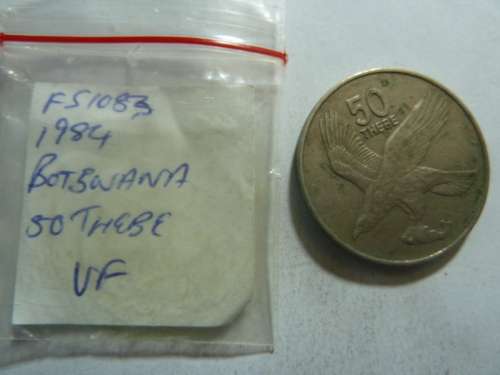 FS1083
1984
BOTSWANA
50 THEBE
VF
50
THEBE